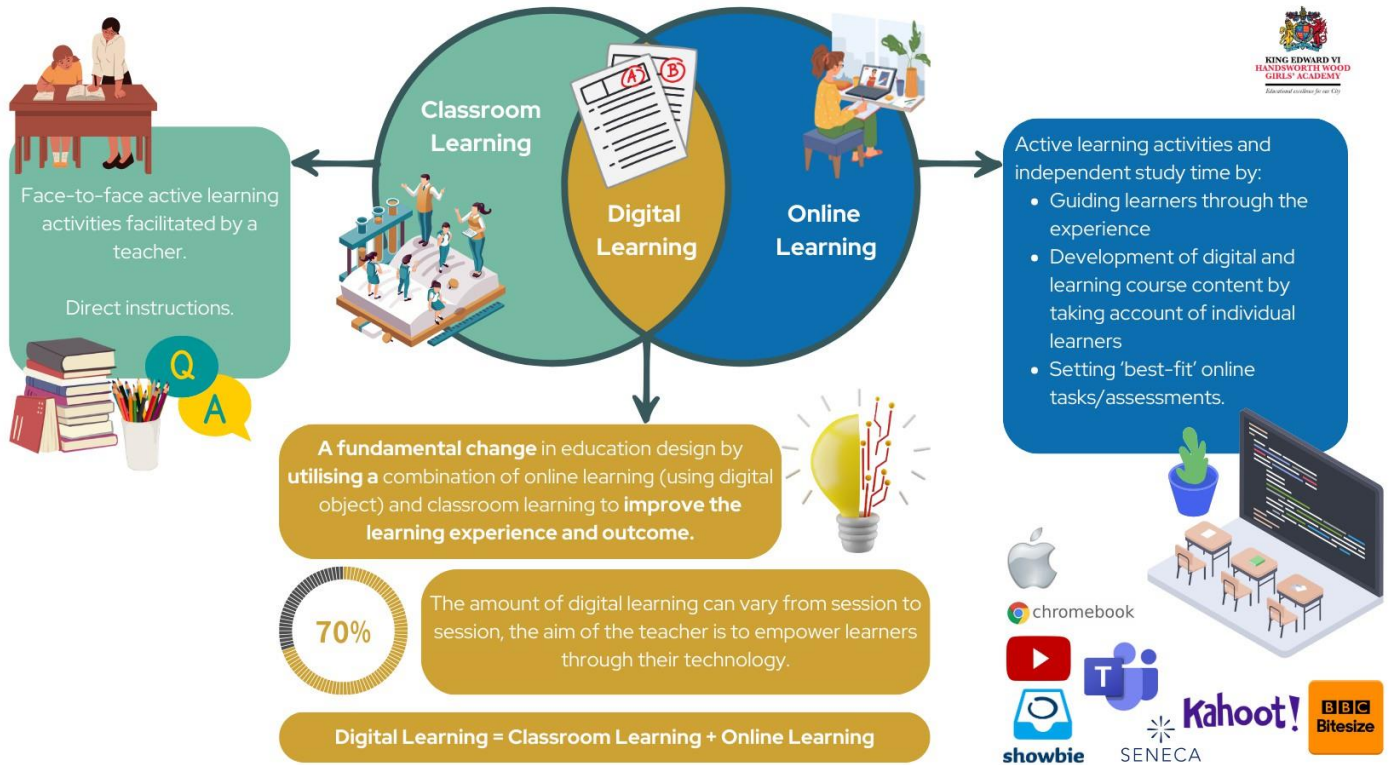 KING EDWARD VI
HANDSWORTH WOOD
GIRLS' ACADEMY
Educational excellence for our City
Classroom
Learning
A
B
Digital
Learning
Online
Learning
Face-to-face active learning
activities facilitated by a
teacher.
Direct instructions.
Q
A
Active learning activities and
independent study time by:
• Guiding learners through the
experience
• Development of digital and
learning course content by
taking account of individual
learners
• Setting ‘best-fit’ online
tasks/assessments.
A fundamental change in education design by
utilising a combination of online learning (using digital
object) and classroom learning to improve the
learning experience and outcome.
70%
The amount of digital learning can vary from session to
session, the aim of the teacher is to empower learners
through their technology.
Digital Learning = Classroom Learning + Online Learning
chromebook
T
showbie
SENECA
Kahoot!
BBC
Bitesize